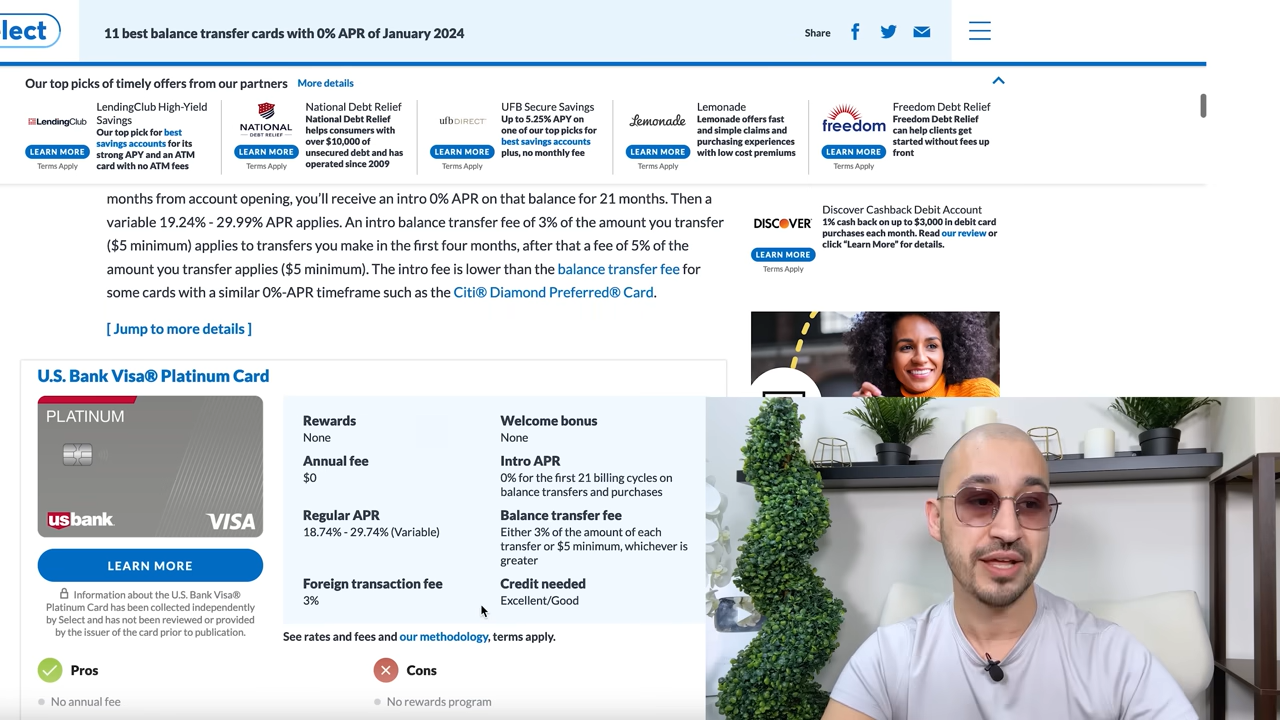 lect
11 best balance transfer cards with 0% APR of January 2024
Share
Our top picks of timely offers from our partners More details
LendingClub
LEARN MORE
Terms Apply
LendingClub High-Yield
Savings
Our top pick for best
savings accounts for its
strong APY and an ATM
card with no ATM fees
NATIONAL
DEBT RELIEF
LEARN MORE
Terms Apply
National Debt Relief
National Debt Relief
helps consumers with
over $10,000 of
unsecured debt and has
operated since 2009
ufb DIRECT
LEARN MORE
Terms Apply
UFB Secure Savings
Up to 5.25% APY on
one of our top picks for
best savings accounts
plus, no monthly fee
Lemonade
LEARN MORE
Terms Apply
Lemonade
Lemonade offers fast
and simple claims and
purchasing experiences
with low cost premiums
freedom
DEBT RELIEF
LEARN MORE
Terms Apply
Freedom Debt Relief
Freedom Debt Relief
can help clients get
started without fees up
front
months from account opening, you’ll receive an intro 0% APR on that balance for 21 months. Then a
variable 19.24% - 29.99% APR applies. An intro balance transfer fee of 3% of the amount you transfer
($5 minimum) applies to transfers you make in the first four months, after that a fee of 5% of the
amount you transfer applies ($5 minimum). The intro fee is lower than the balance transfer fee for
some cards with a similar 0%-APR timeframe such as the Citi® Diamond Preferred® Card.
[ Jump to more details ]
DISCOVER
LEARN MORE
Terms Apply
Discover Cashback Debit Account
1% cash back on up to $3,000 in debit card
purchases each month. Read our review or
click “Learn More” for details.
U.S. Bank Visa® Platinum Card
PLATINUM
usbank
VISA
LEARN MORE
Information about the U.S. Bank Visa®
Platinum Card has been collected independently
by Select and has not been reviewed or provided
by the issuer of the card prior to publication.
Rewards
None
Welcome bonus
None
Annual fee
$0
Intro APR
0% for the first 21 billing cycles on
balance transfers and purchases
Regular APR
18.74% - 29.74% (Variable)
Balance transfer fee
Either 3% of the amount of each
transfer or $5 minimum, whichever is
greater
Foreign transaction fee
3%
Credit needed
Excellent/Good
See rates and fees and our methodology, terms apply.
Pros
No annual fee
Cons
No rewards program